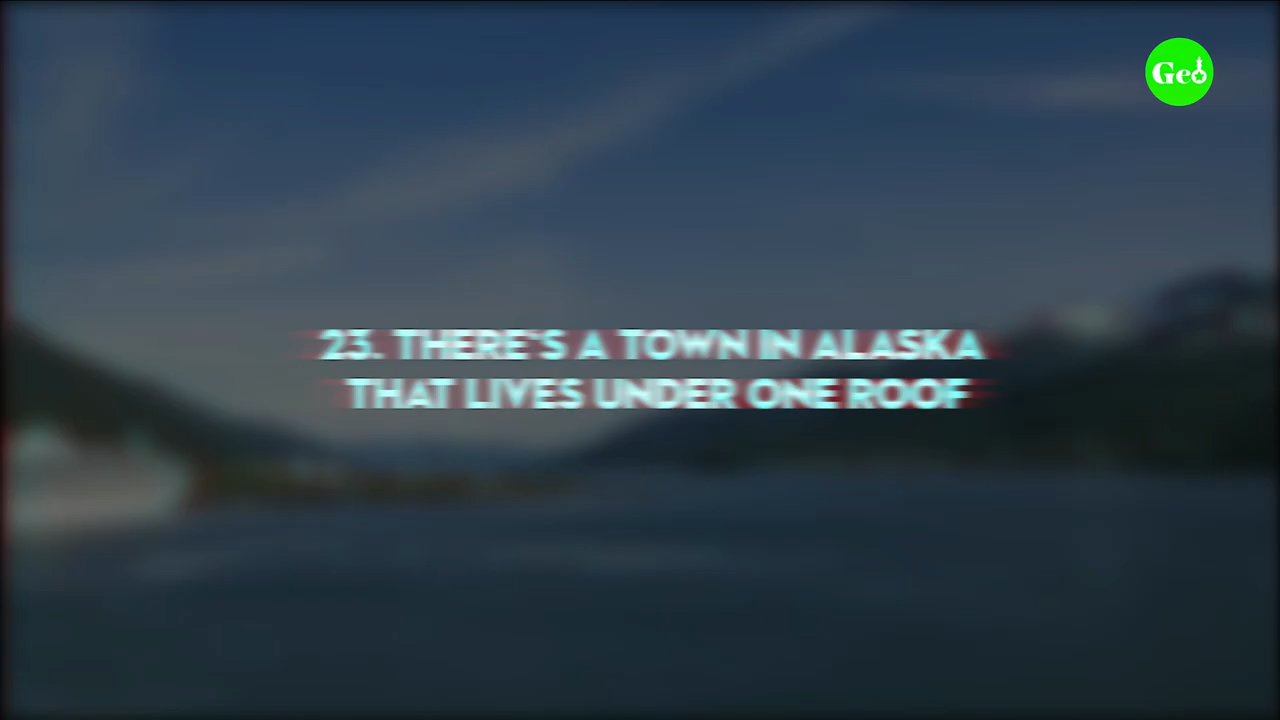 Geo
23. THERE'S A TOWN IN ALASKA
THAT LIVES UNDER ONE ROOF